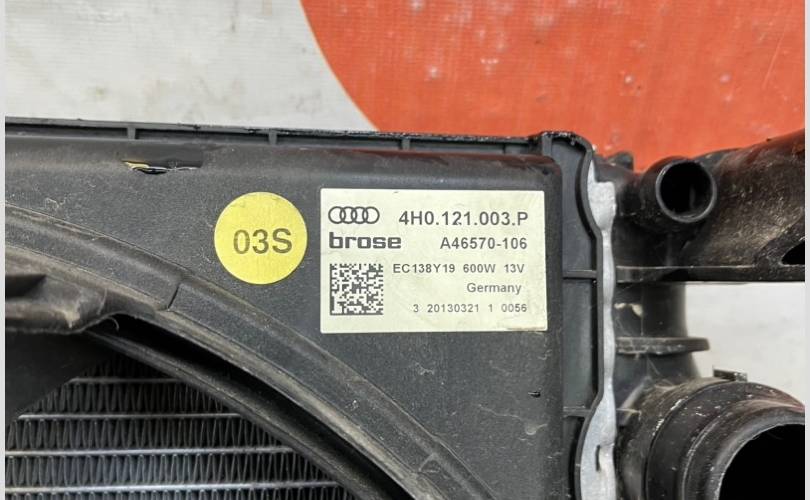 03S
4H0.121.003.P
brose A46570-106
EC138Y19 600W 13V
Germany
3 20130321 1 0056